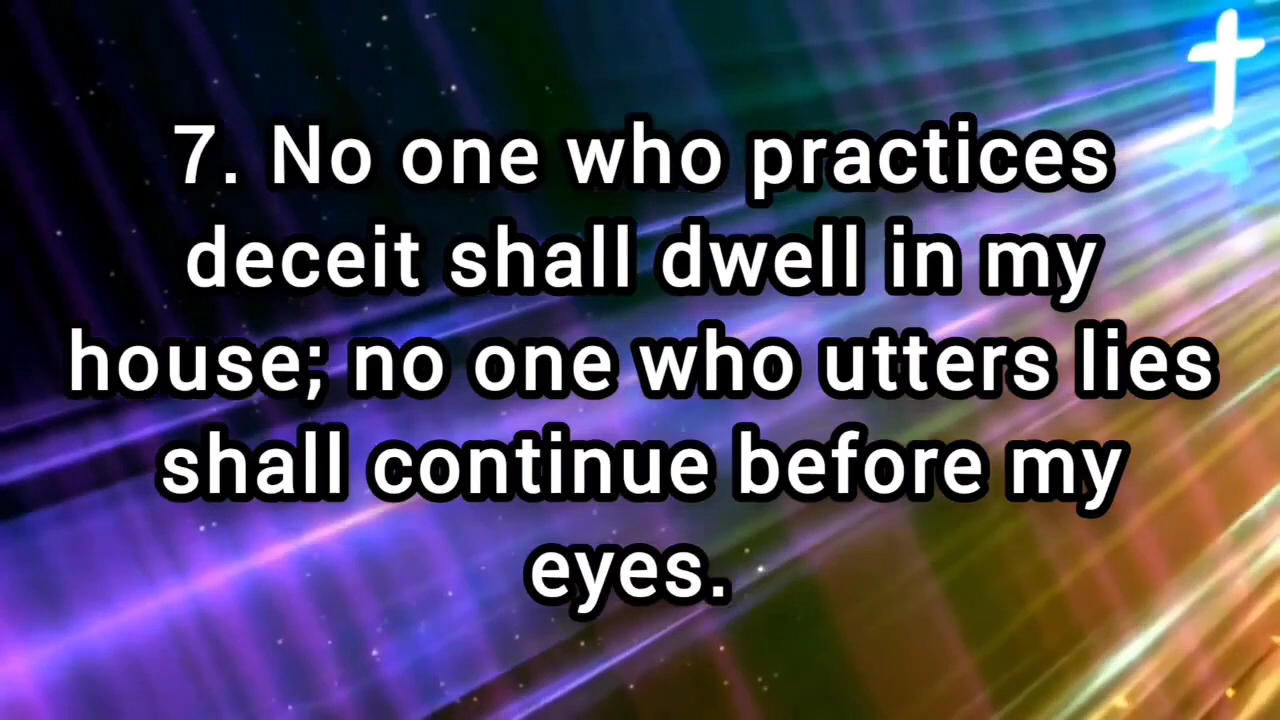 7. No one who practices
deceit shall dwell in my
house; no one who utters lies
shall continue before my
eyes.